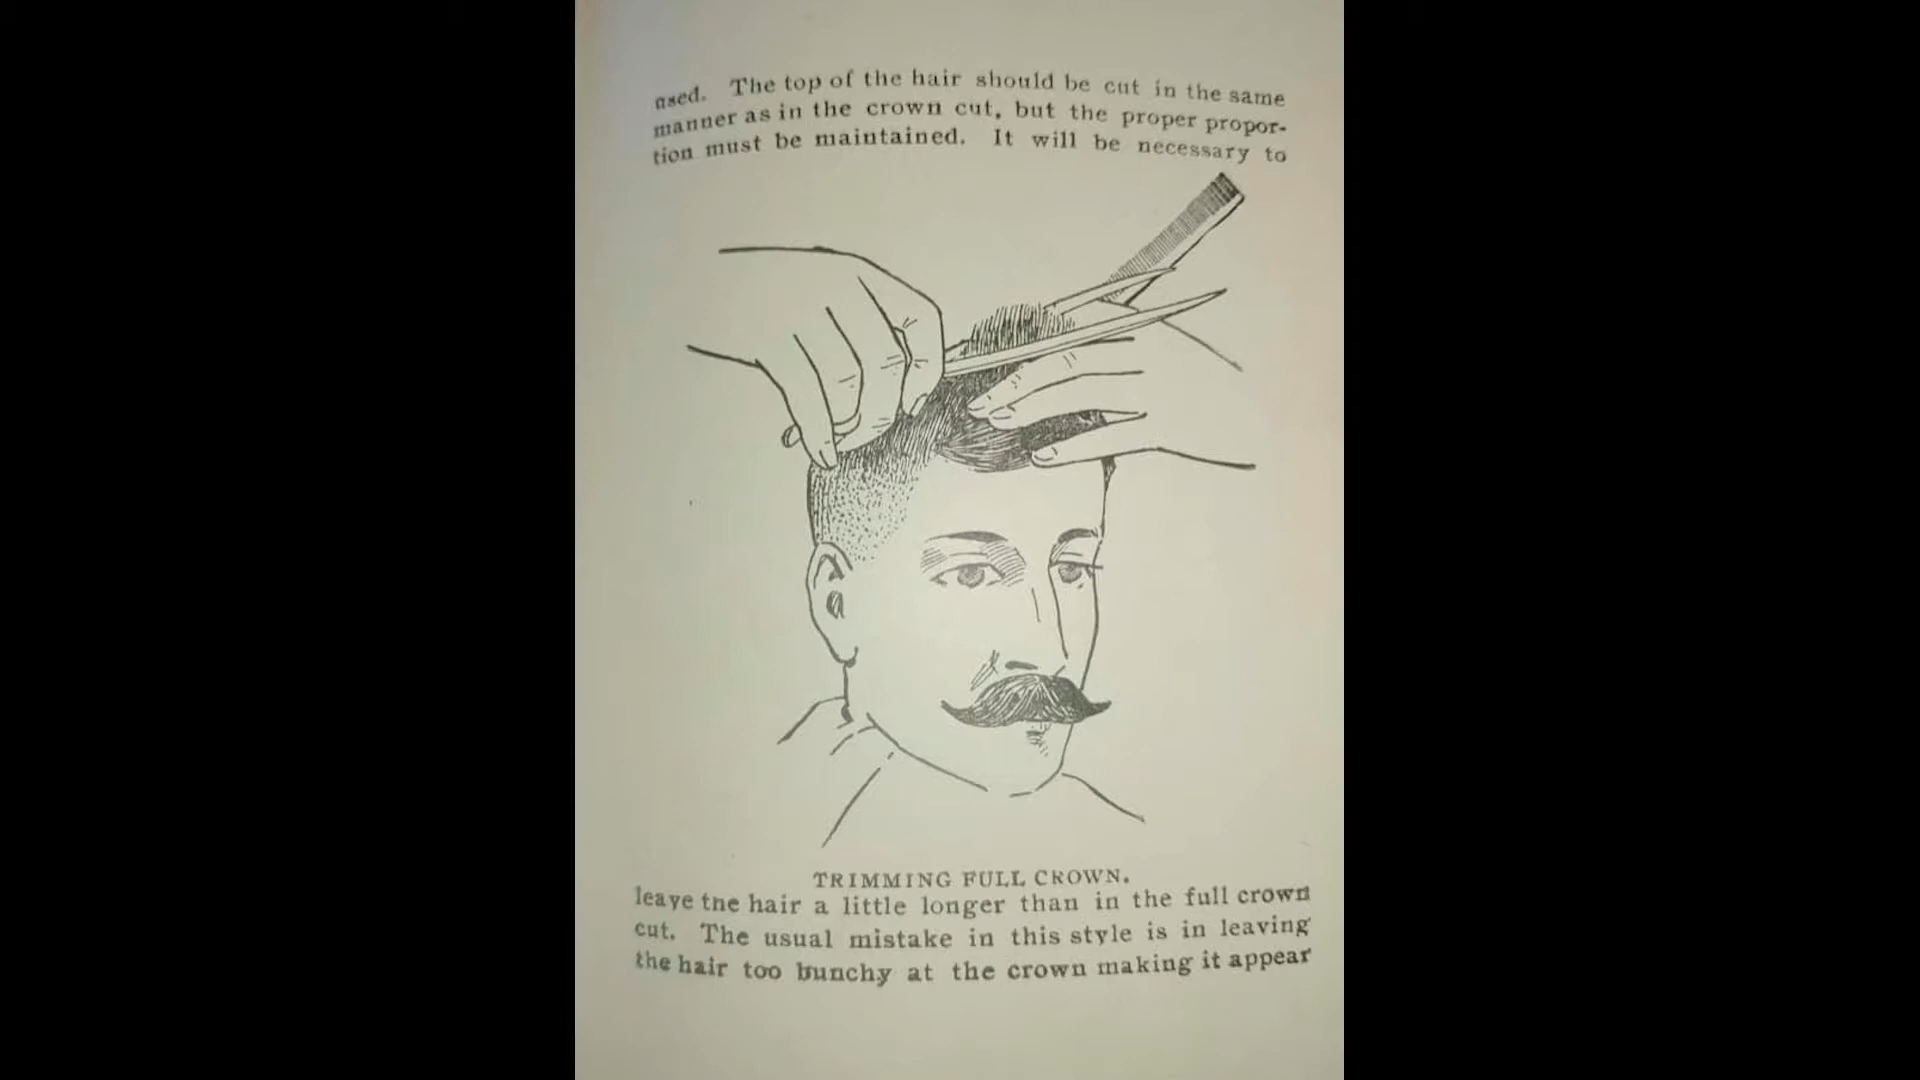 used. The top of the hair should be cut in the same
manner as in the crown cut, but the proper propor-
tion must be maintained. It will be necessary to
TRIMMING FULL CROWN.
leave the hair a little longer than in the full crown
cut. The usual mistake in this style is in leaving
the hair too bunchy at the crown making it appear